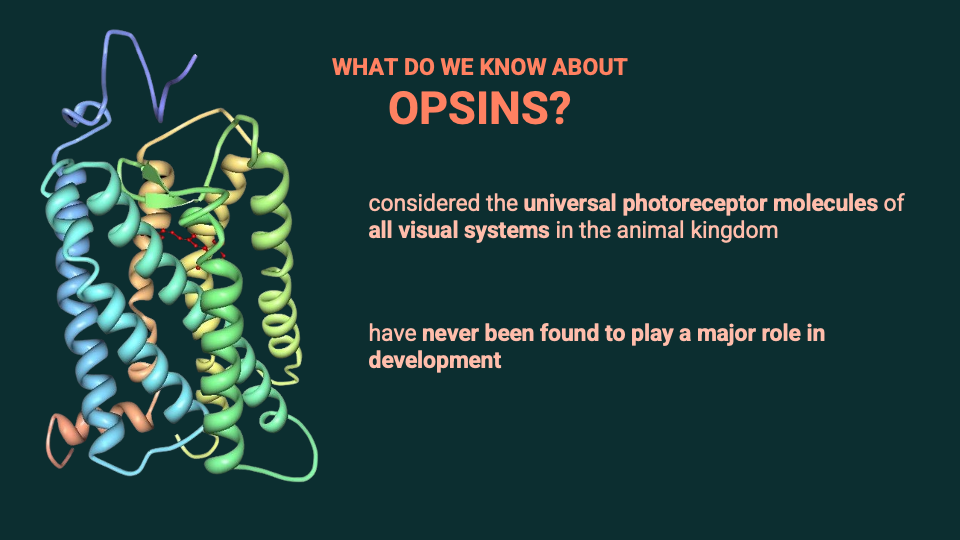 WHAT DO WE KNOW ABOUT
OPSINS?
considered the universal photoreceptor molecules of
all visual systems in the animal kingdom
have never been found to play a major role in
development